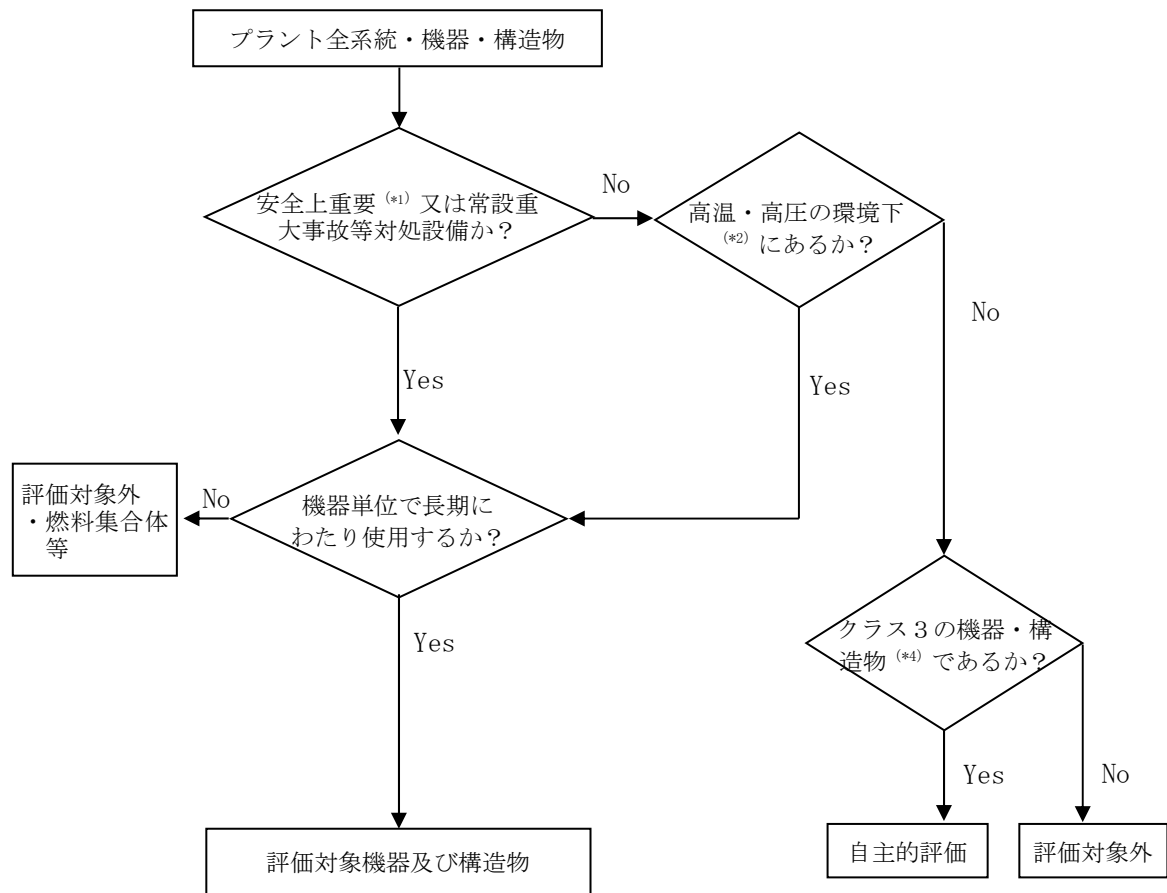 プラント全系統・機器・構造物
安全上重要(*1)又は常設重
大事故等対処設備か？
No
高温・高圧の環境下
(*2)にあるか？
No
Yes
Yes
評価対象外
・燃料集合体
等
No
機器単位で長期に
わたり使用するか？
Yes
クラス３の機器・構
造物(*4)であるか？
Yes
No
評価対象機器及び構造物
自主的評価
評価対象外